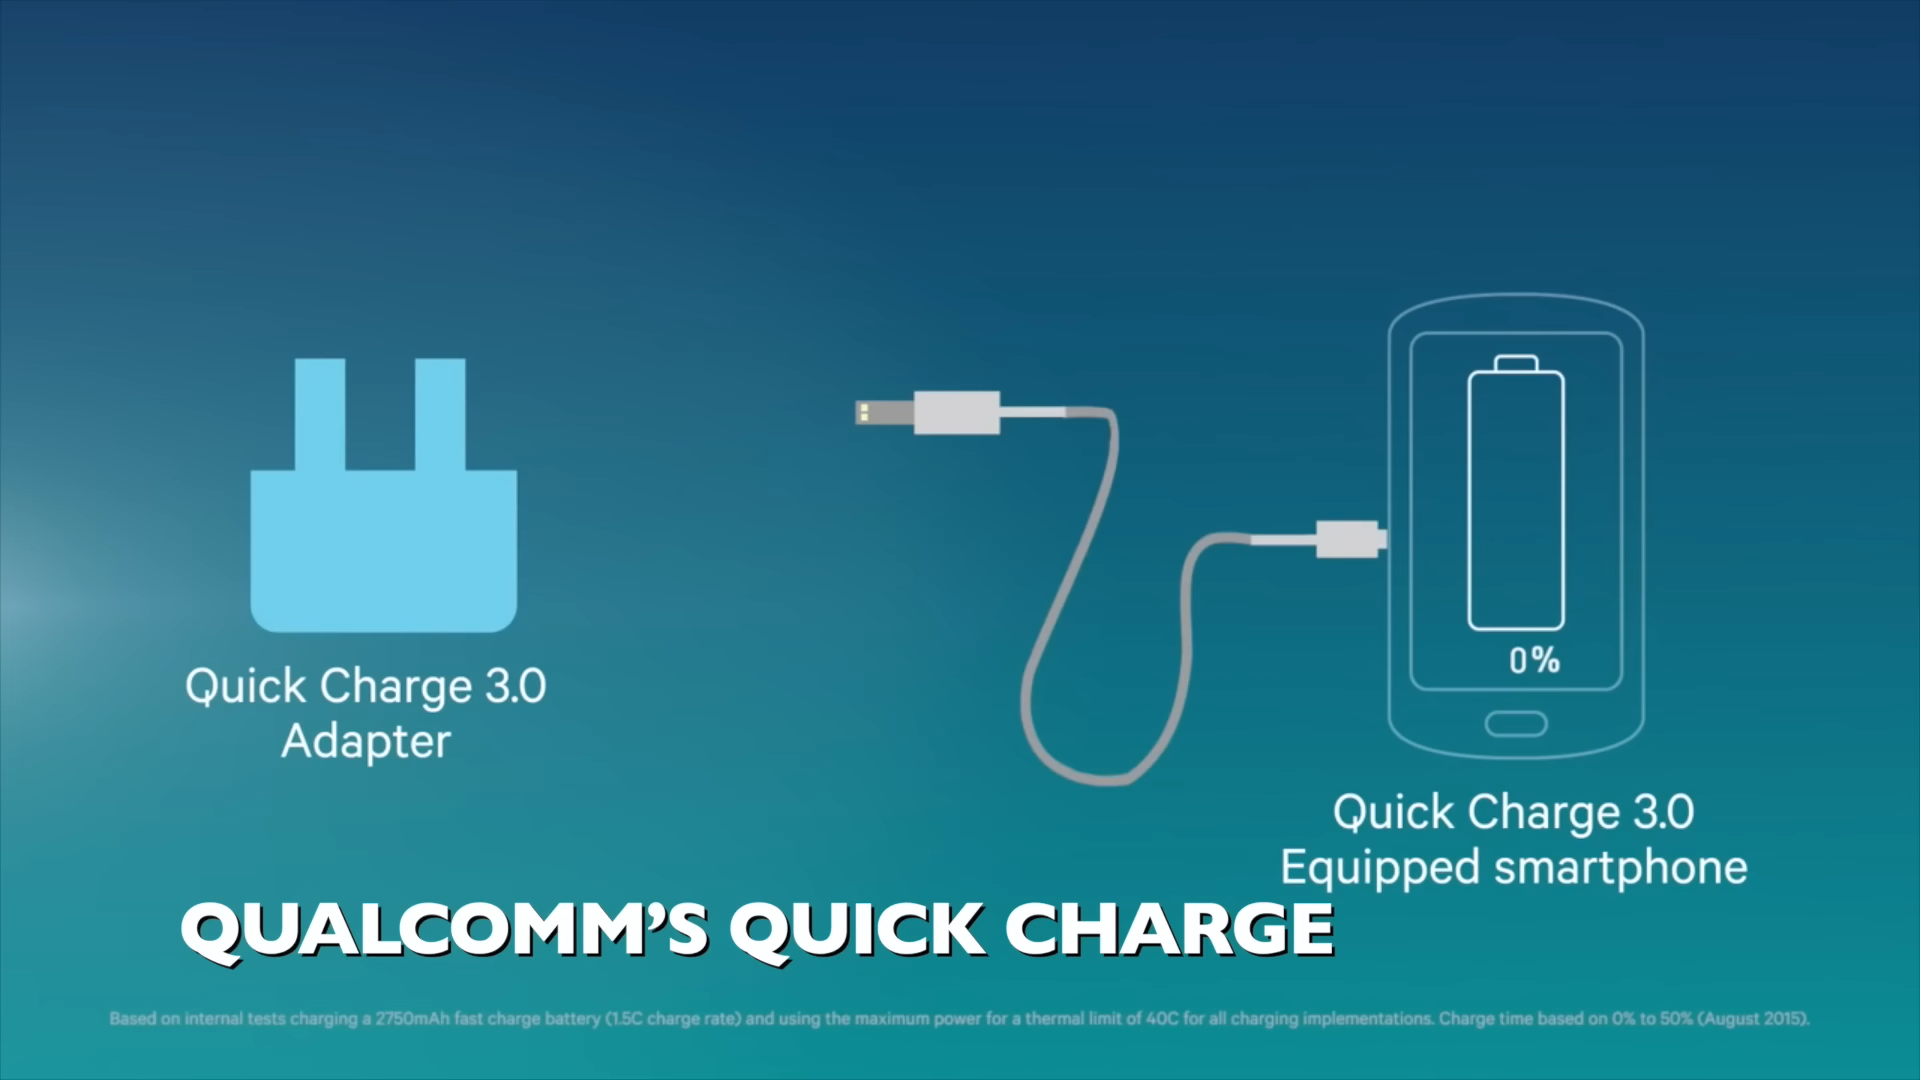 Quick Charge 3.0
Adapter
0%
Quick Charge 3.0
Equipped smartphone
QUALCOMM’S QUICK CHARGE
Based on internal tests charging a 2750mAh fast charge battery (1.5C charge rate) and using the maximum power for a thermal limit of 40C for all charging implementations. Charge time based on 0% to 50% (August 2015).